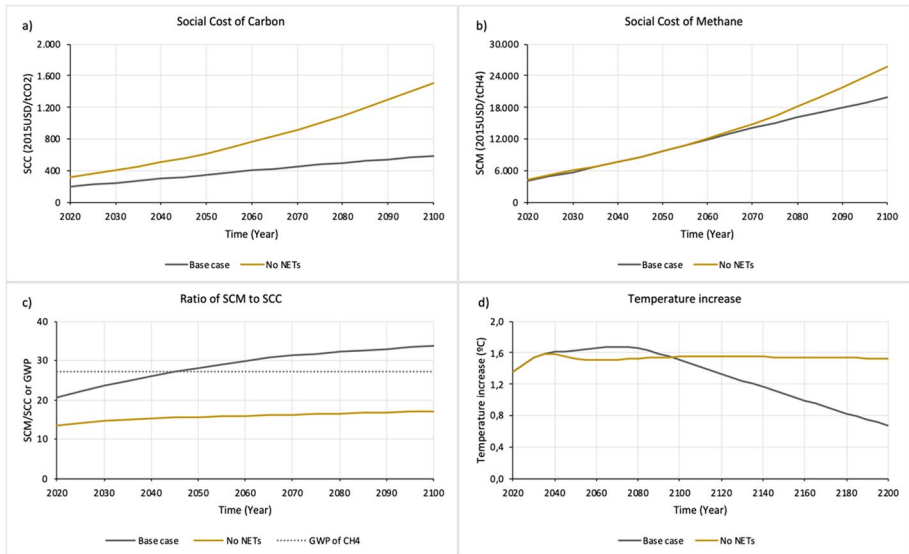 a)
Social Cost of Carbon
SCC (2015USD/tCO2)
2.000
1.600
1.200
800
400
0
2020 2030 2040 2050 2060 2070 2080 2090 2100
Time (Year)
Base case No NETs
b)
Social Cost of Methane
SCM (2015USD/tCH4)
30.000
24.000
18.000
12.000
6.000
0
2020 2030 2040 2050 2060 2070 2080 2090 2100
Time (Year)
Base case No NETs
c)
Ratio of SCM to SCC
SCM/SCC or GWP
40
30
20
10
0
2020 2030 2040 2050 2060 2070 2080 2090 2100
Time (Year)
Base case No NETs GWP of CH4
d)
Temperature increase
Temperature increase (ºC)
2,0
1,6
1,2
0,8
0,4
0,0
2020 2040 2060 2080 2100 2120 2140 2160 2180 2200
Time (Year)
Base case No NETs